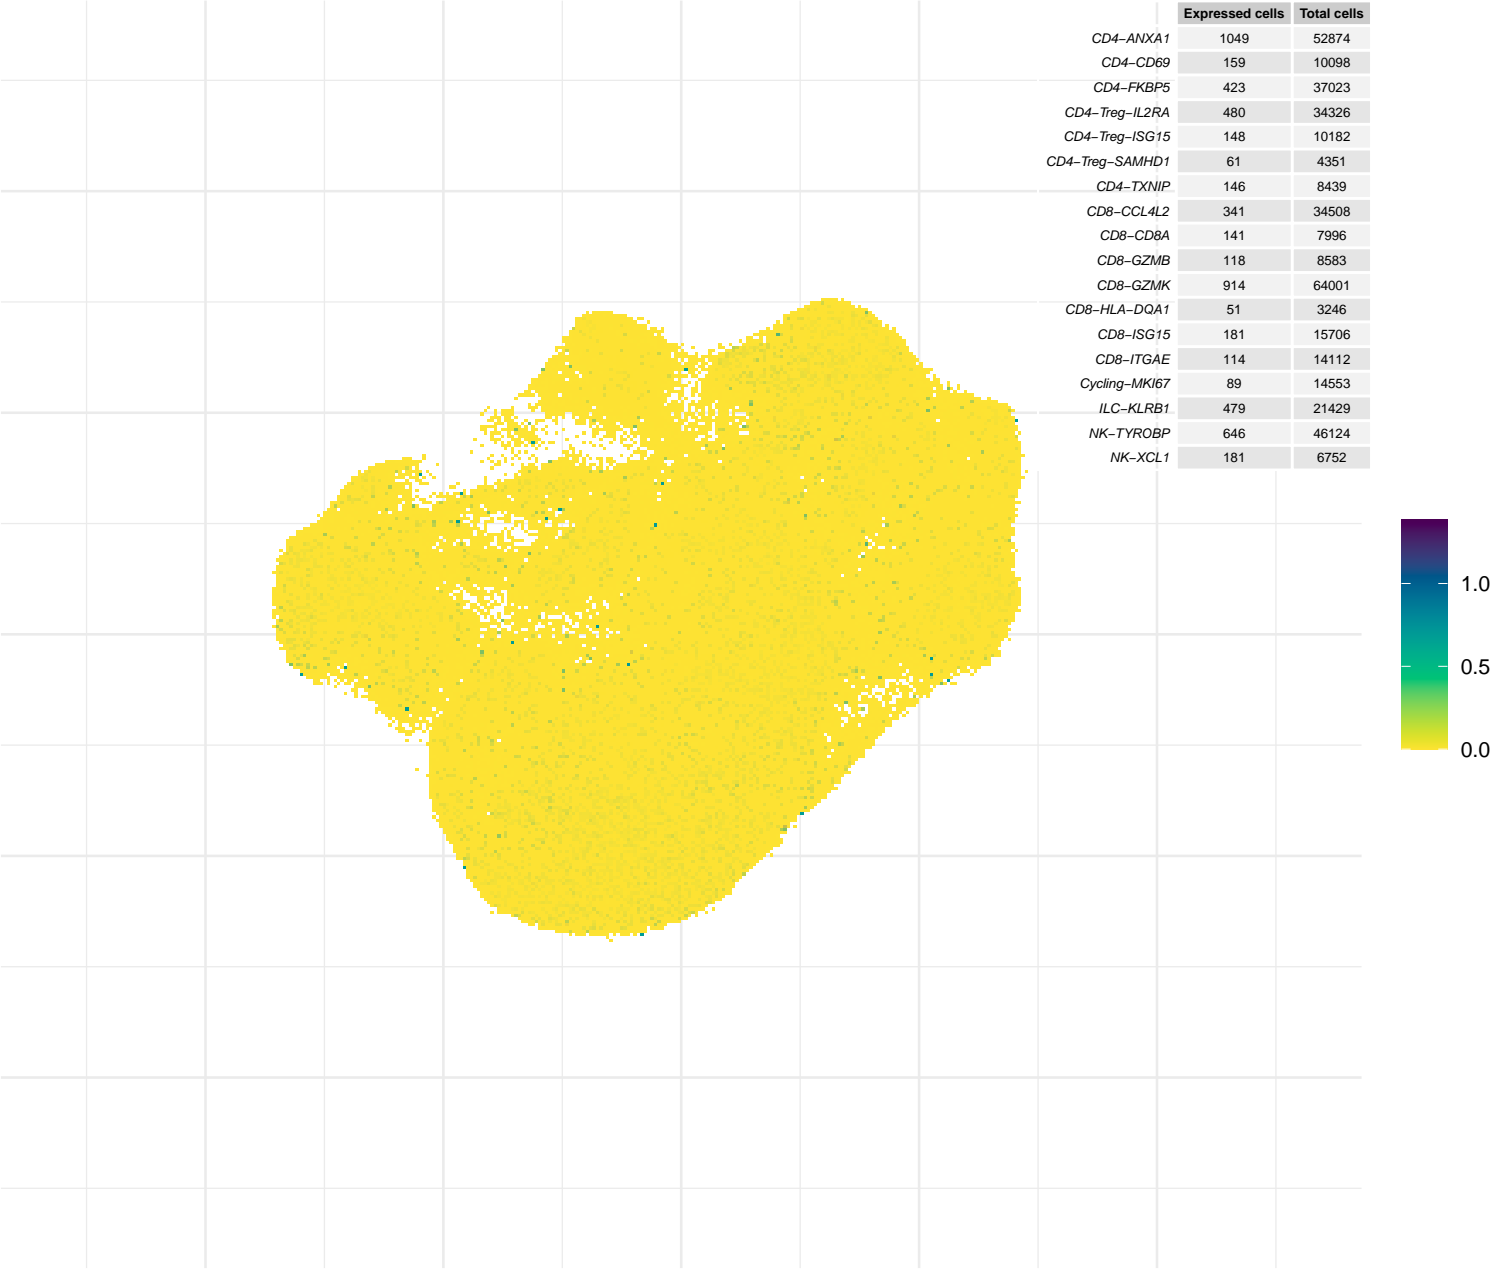 Expressed cells Total cells
CD4−ANXA1 1049 52874
CD4−CD69 159 10098
CD4−FKBP5 423 37023
CD4−Treg−IL2RA 480 34326
CD4−Treg−ISG15 148 10182
CD4−Treg−SAMHD1 61 4351
CD4−TXNIP 146 8439
CD8−CCL4L2 341 34508
CD8−CD8A 141 7996
CD8−GZMB 118 8583
CD8−GZMK 914 64001
CD8−HLA−DQA1 51 3246
CD8−ISG15 181 15706
CD8−ITGAE 114 14112
Cycling−MKI67 89 14553
ILC−KLRB1 479 21429
NK−TYROBP 646 46124
NK−XCL1 181 6752
1.0
0.5
0.0